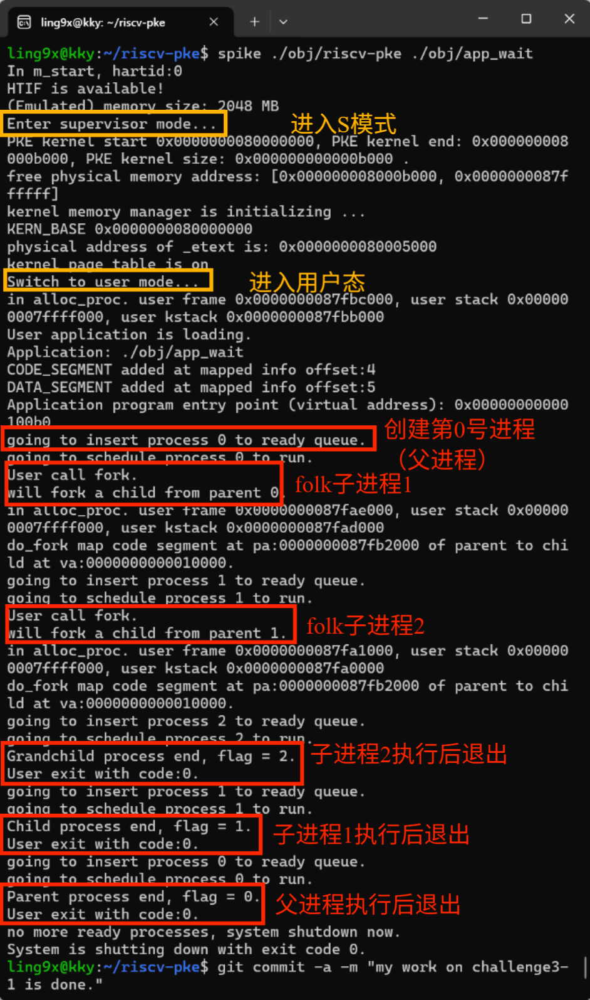 ling9x@kky: ~/riscv-pke
ling9x@kky:~/riscv-pke$ spike ./obj/riscv-pke ./obj/app_wait
In m_start, hartid:0
HTIF is available!
(Emulated) memory size: 2048 MB
Enter supervisor mode...
进入S模式
PKE kernel start 0x0000000080000000, PKE kernel end: 0x000000008
000b000, PKE kernel size: 0x000000000000b000 .
free physical memory address: [0x000000008000b000, 0x0000000087f
fffff]
kernel memory manager is initializing ...
KERN_BASE 0x0000000080000000
physical address of _etext is: 0x0000000080005000
kernel page table is on
Switch to user mode...
进入用户态
in alloc_proc. user frame 0x0000000087fbc000, user stack 0x00000
0007ffff000, user kstack 0x0000000087fbb000
User application is loading.
Application: ./obj/app_wait
CODE_SEGMENT added at mapped info offset:4
DATA_SEGMENT added at mapped info offset:5
Application program entry point (virtual address): 0x00000000000
100b0
going to insert process 0 to ready queue.
创建第0号进程
（父进程）
going to schedule process 0 to run.
User call fork.
will fork a child from parent 0.
folk子进程1
in alloc_proc. user frame 0x0000000087fae000, user stack 0x00000
0007ffff000, user kstack 0x0000000087fad000
do_fork map code segment at pa:0000000087fb2000 of parent to chi
ld at va:0000000000010000.
going to insert process 1 to ready queue.
going to schedule process 1 to run.
User call fork.
will fork a child from parent 1.
folk子进程2
in alloc_proc. user frame 0x0000000087fa1000, user stack 0x00000
0007ffff000, user kstack 0x0000000087fa0000
do_fork map code segment at pa:0000000087fb2000 of parent to chi
ld at va:0000000000010000.
going to insert process 2 to ready queue.
going to schedule process 2 to run.
Grandchild process end, flag = 2.
User exit with code:0.
子进程2执行后退出
going to insert process 1 to ready queue.
going to schedule process 1 to run.
Child process end, flag = 1.
User exit with code:0.
子进程1执行后退出
going to insert process 0 to ready queue.
going to schedule process 0 to run.
Parent process end, flag = 0.
User exit with code:0.
父进程执行后退出
no more ready processes, system shutdown now.
System is shutting down with exit code 0.
ling9x@kky:~/riscv-pke$ git commit -a -m "my work on challenge3-
1 is done."